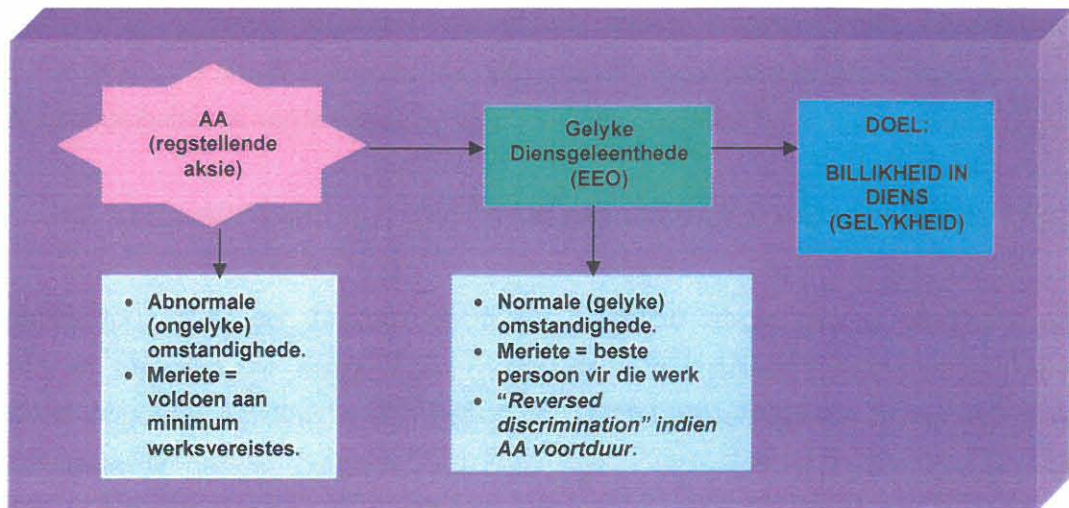 AA
(regstellende
aksie)
Gelyke
Diensgeleenthede
(EEO)
DOEL:
BILLIKHEID IN
DIENS
(GELYKHEID)
• Abnormale
(ongelyke)
omstandighede.
• Meriete =
voldoen aan
minimum
werksvereistes.
• Normale (gelyke)
omstandighede.
• Meriete = beste
persoon vir die werk
• “Reversed
discrimination” indien
AA voortduur.